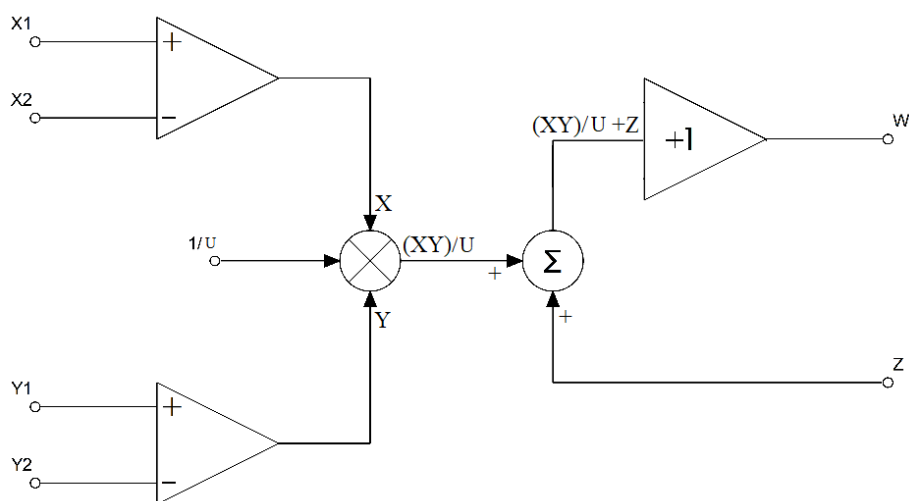 X1
+
X2
−
X
(XY)/U +Z
+1
W
1/U
(XY)/U
+
Σ
Y
+
Z
Y1
+
Y2
−